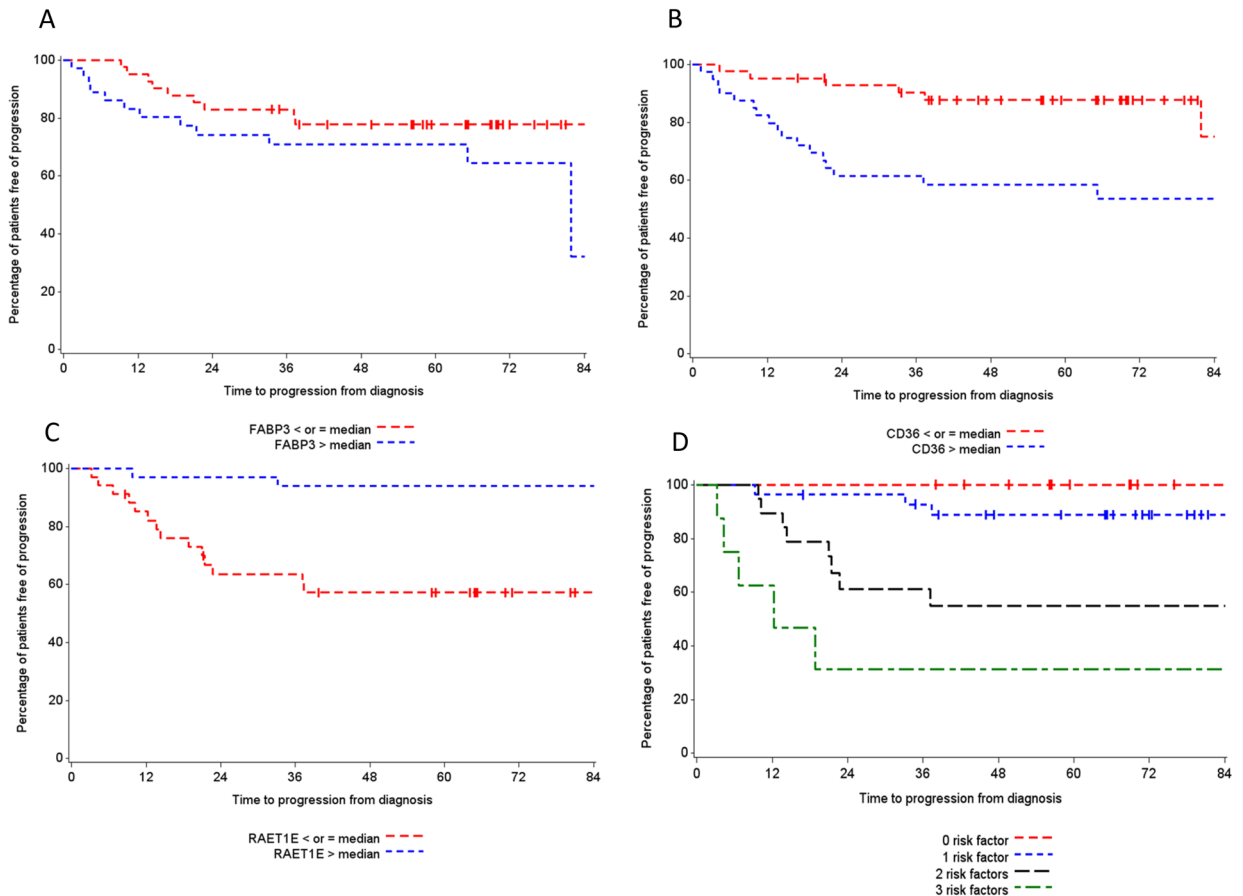 A
Percentage of patients free of progression
100
80
60
40
20
0
0 12 24 36 48 60 72 84
Time to progression from diagnosis
FABP3 < or = median
FABP3 > median
B
Percentage of patients free of progression
100
80
60
40
20
0
0 12 24 36 48 60 72 84
Time to progression from diagnosis
CD36 < or = median
CD36 > median
C
Percentage of patients free of progression
100
80
60
40
20
0
0 12 24 36 48 60 72 84
Time to progression from diagnosis
RAET1E < or = median
RAET1E > median
D
Percentage of patients free of progression
100
80
60
40
20
0
0 12 24 36 48 60 72 84
Time to progression from diagnosis
0 risk factor
1 risk factor
2 risk factors
3 risk factors